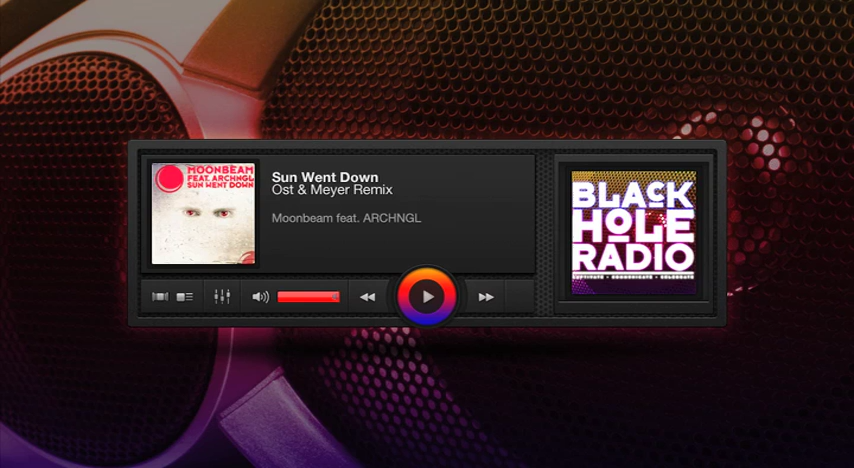 MOONBEAM
FEAT. ARCHNGL
SUN WENT DOWN
Sun Went Down
Ost & Meyer Remix
Moonbeam feat. ARCHNGL
BLACK
HOLE
RADIO